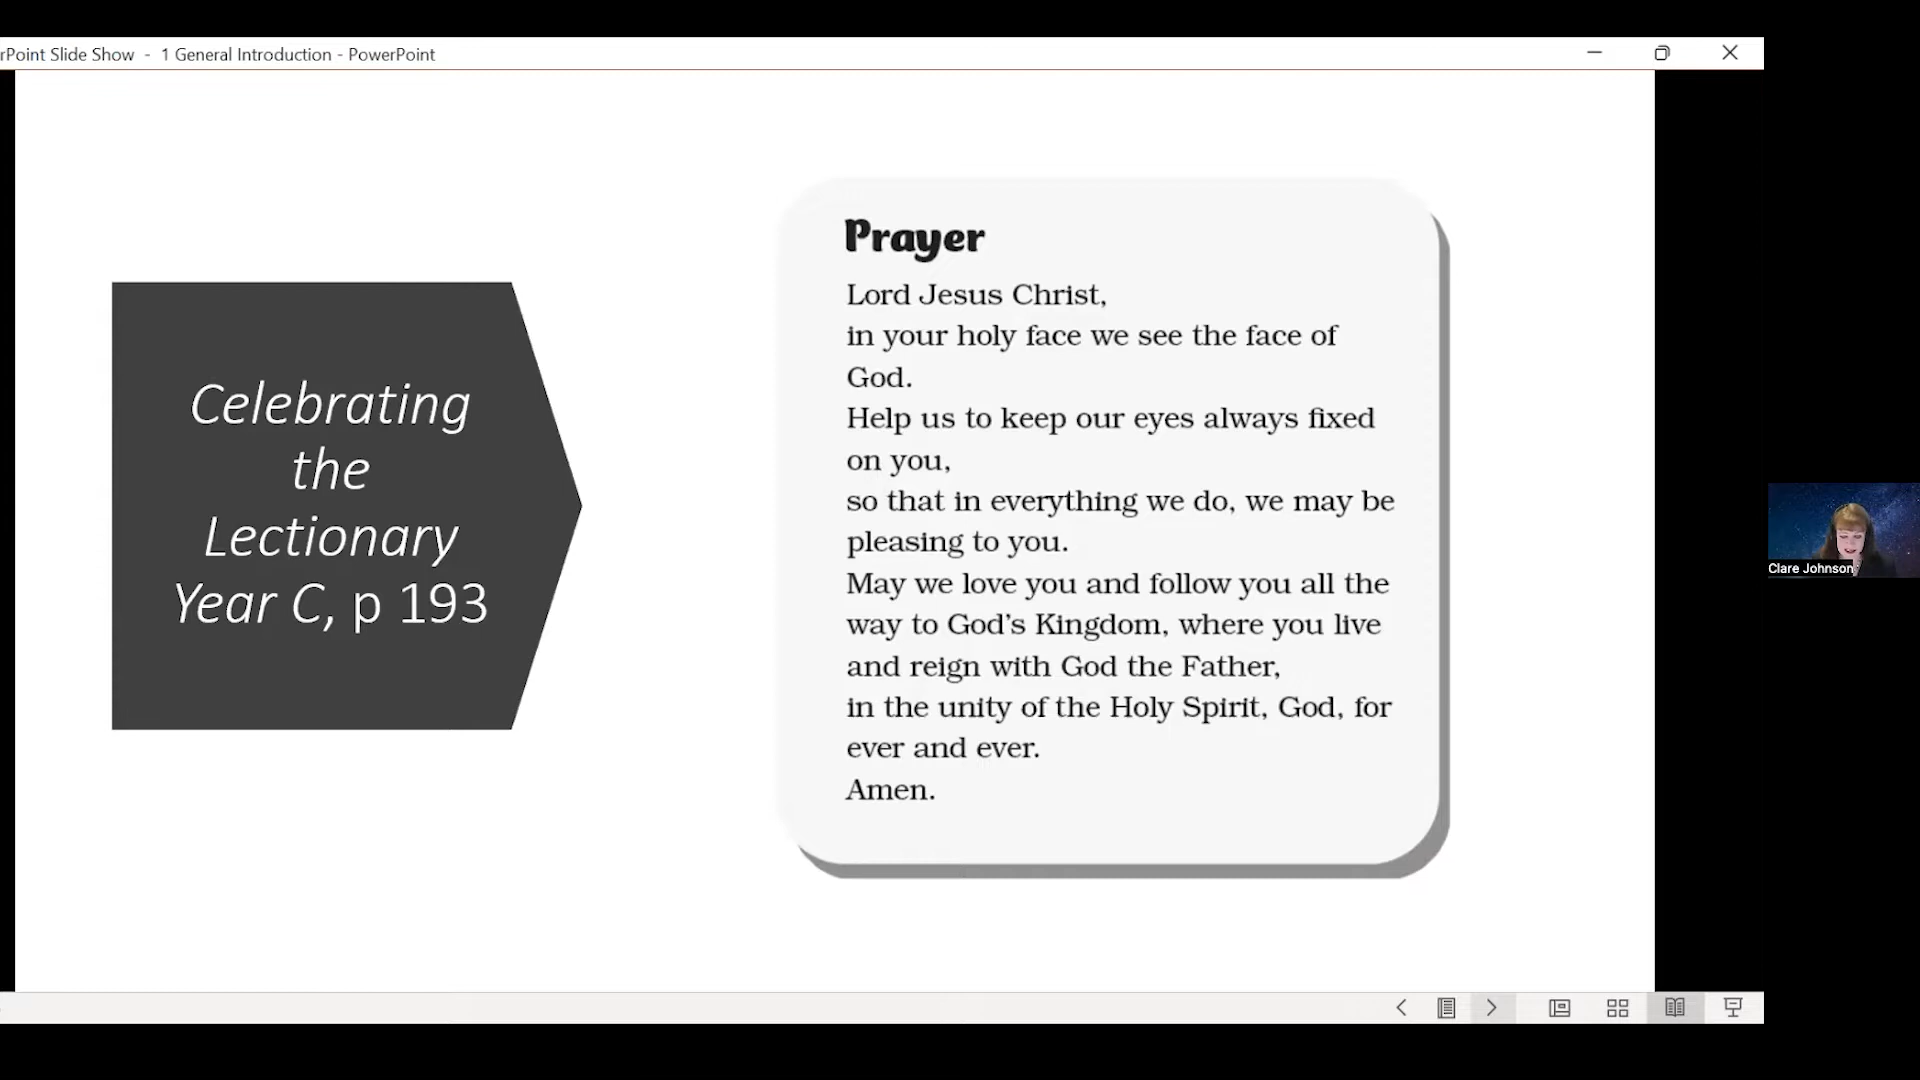 rPoint Slide Show - 1 General Introduction - PowerPoint
Celebrating
the
Lectionary
Year C, p 193
Prayer
Lord Jesus Christ,
in your holy face we see the face of
God.
Help us to keep our eyes always fixed
on you,
so that in everything we do, we may be
pleasing to you.
May we love you and follow you all the
way to God's Kingdom, where you live
and reign with God the Father,
in the unity of the Holy Spirit, God, for
ever and ever.
Amen.
Clare Johnson